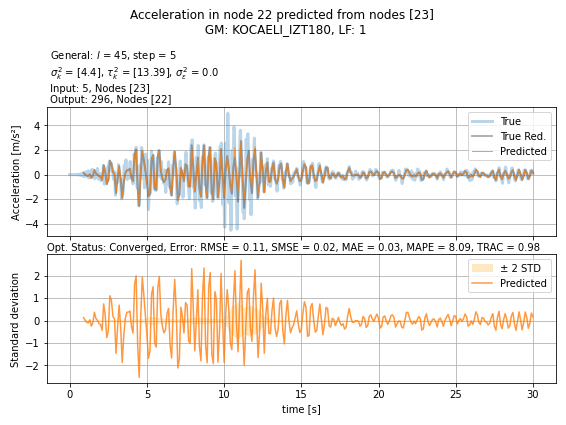 Acceleration in node 22 predicted from nodes [23]
GM: KOCAELI_IZT180, LF: 1
General: l = 45, step = 5
σ²ₖ = [4.4], τ²ₖ = [13.39], σ²_ε = 0.0
Input: 5, Nodes [23]
Output: 296, Nodes [22]
Acceleration [m/s²]
4
2
0
−2
−4
True
True Red.
Predicted
Opt. Status: Converged, Error: RMSE = 0.11, SMSE = 0.02, MAE = 0.03, MAPE = 8.09, TRAC = 0.98
Standard deviation
2
1
0
−1
−2
± 2 STD
Predicted
0 5 10 15 20 25 30
time [s]